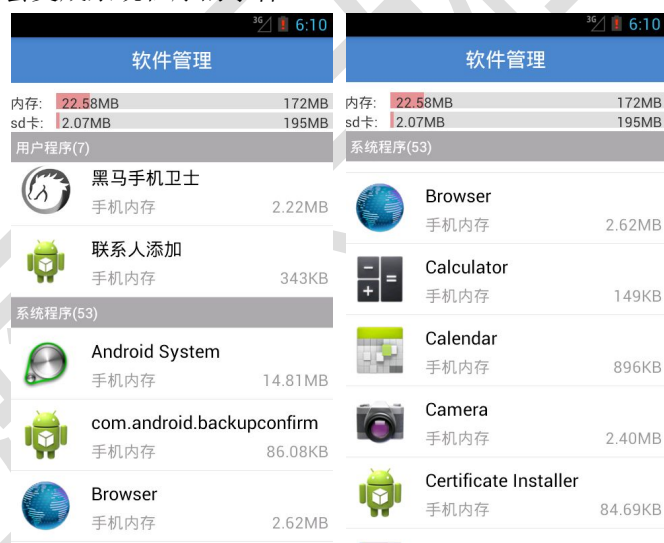 6:10
软件管理
内存: 22.58MB 172MB
sd卡: 2.07MB 195MB
用户程序(7)
黑马手机卫士
手机内存 2.22MB
联系人添加
手机内存 343KB
系统程序(53)
Android System
手机内存 14.81MB
com.android.backupconfirm
手机内存 86.08KB
Browser
手机内存 2.62MB
3G 6:10
软件管理
内存: 22.58MB 172MB
sd卡: 2.07MB 195MB
系统程序(53)
Browser
手机内存 2.62MB
Calculator
手机内存 149KB
Calendar
手机内存 896KB
Camera
手机内存 2.40MB
Certificate Installer
手机内存 84.69KB